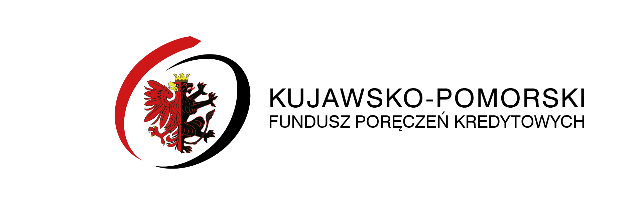 KUJAWSKO-POMORSKI
FUNDUSZ PORĘCZEŃ KREDYTOWYCH